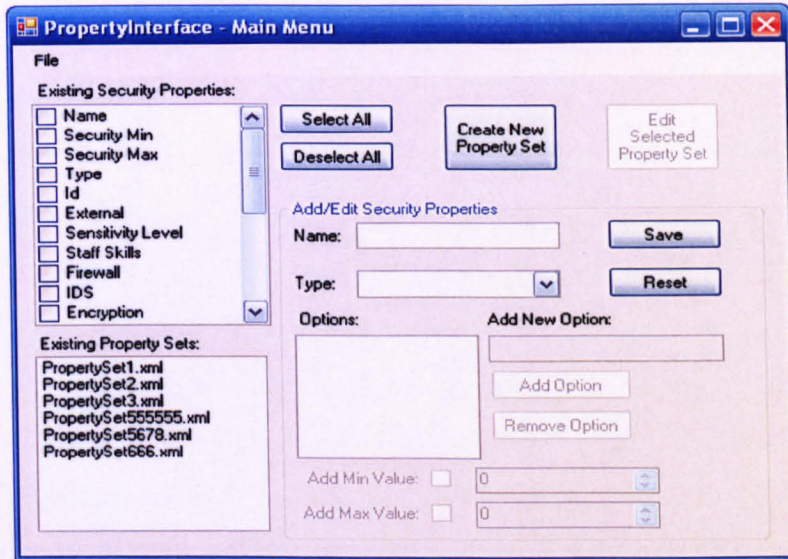 PropertyInterface - Main Menu
File
Existing Security Properties:
Name
Security Min
Security Max
Type
Id
External
Sensitivity Level
Staff Skills
Firewall
IDS
Encryption
Select All
Deselect All
Create New
Property Set
Edit
Selected
Property Set
Add/Edit Security Properties
Name:
Save
Type:
Reset
Options:
Add New Option:
Add Option
Remove Option
Add Min Value:
0
Add Max Value:
0
Existing Property Sets:
PropertySet1.xml
PropertySet2.xml
PropertySet3.xml
PropertySet555555.xml
PropertySet5678.xml
PropertySet666.xml